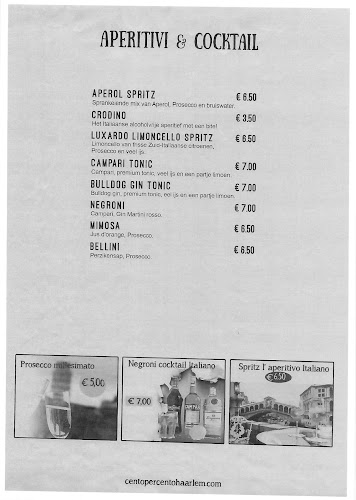 APERITIVI & COCKTAIL
APEROL SPRITZ € 6.50
Sprankelende mix van Aperol, Prosecco en bruiswater.
CRODINO € 3.50
Het Italiaanse alcoholvrije aperitief met een bite!
LUXARDO LIMONCELLO SPRITZ € 6.50
Limoncello van frisse Zuid-Italiaanse citroenen,
Prosecco en veel ijs.
CAMPARI TONIC € 7.00
Campari, premium tonic, veel ijs en een partje limoen.
BULLDOG GIN TONIC € 7.00
Bulldog gin, premium tonic, eel ijs en een partje limoen.
NEGRONI € 7.00
Campari, Gin Martini rosso.
MIMOSA € 6.50
Jus d'orange, Prosecco.
BELLINI € 6.50
Perziksap, Prosecco.
Prosecco millesimato
€ 5,00
Negroni cocktail Italiano
€ 7,00
Spritz l' aperitivo Italiano
€ 6,50
centopercentohaarlem.com